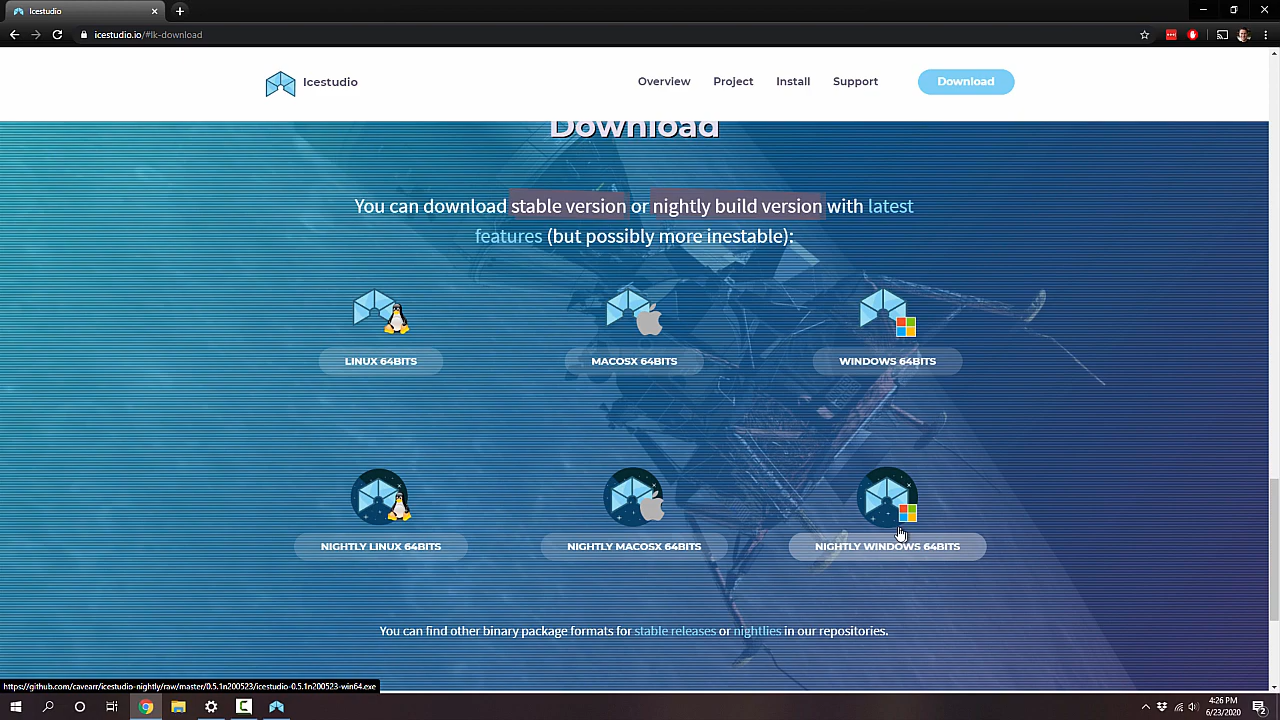 Icestudio
icestudio.io/#lk-download
Icestudio
Overview
Project
Install
Support
Download
Download
You can download stable version or nightly build version with latest
features (but possibly more inestable):
LINUX 64BITS
MACOSX 64BITS
WINDOWS 64BITS
NIGHTLY LINUX 64BITS
NIGHTLY MACOSX 64BITS
NIGHTLY WINDOWS 64BITS
You can find other binary package formats for stable releases or nightlies in our repositories.
https://github.com/cavearr/icestudio-nightly/raw/master/0.5.1n200523/icestudio-0.5.1n200523-win64.exe
4:26 PM
6/23/2020